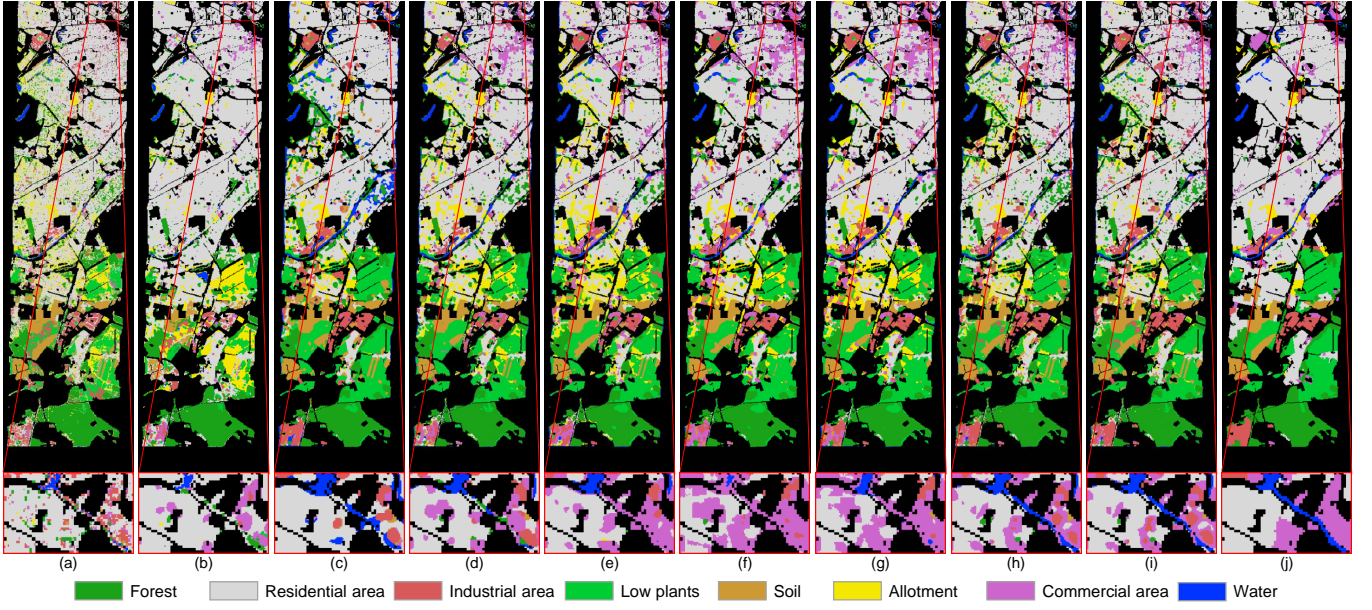 (a) (b) (c) (d) (e) (f) (g) (h) (i) (j)
Forest Residential area Industrial area Low plants Soil Allotment Commercial area Water